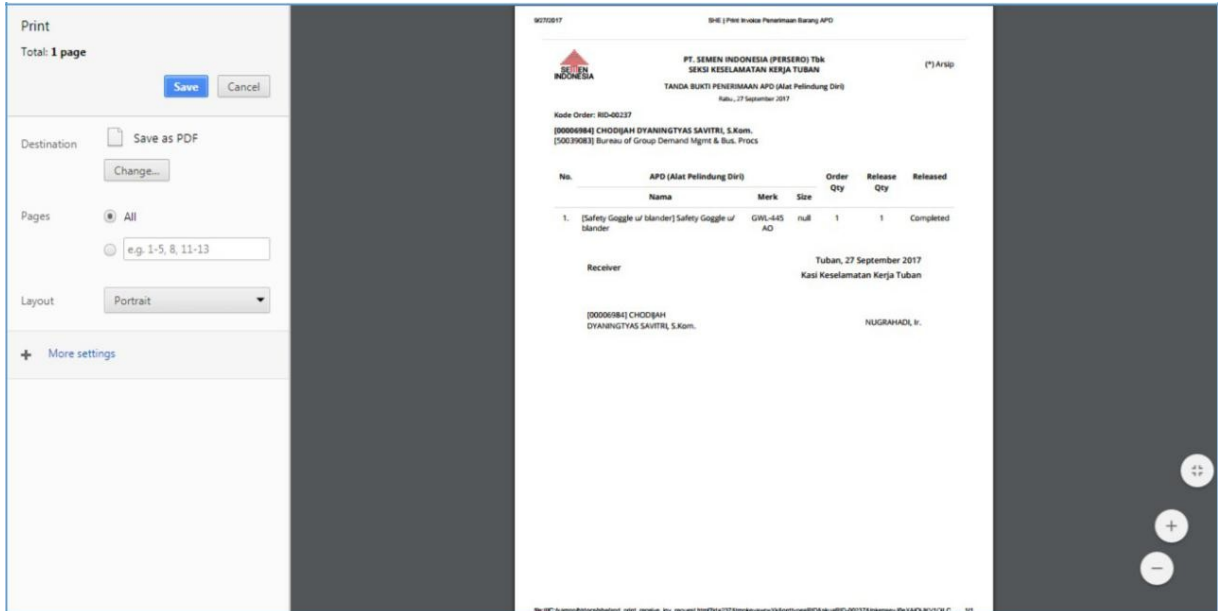 Print
Total: 1 page
Save Cancel
Destination Save as PDF
Change...
Pages All
e.g. 1-5, 8, 11-13
Layout Portrait
+ More settings
9/27/2017 SHE | Print Invoice Penerimaan Barang APD
SEMEN
INDONESIA
PT. SEMEN INDONESIA (PERSERO) Tbk
SEKSI KESELAMATAN KERJA TUBAN
(*) Arsip
TANDA BUKTI PENERIMAAN APD (Alat Pelindung Diri)
Rabu, 27 September 2017
Kode Order: RID-00237
[00006984] CHODIJAH DYANINGTYAS SAVITRI, S.Kom.
[50039083] Bureau of Group Demand Mgmt & Bus. Procs
No. APD (Alat Pelindung Diri) Order Release Released
Qty Qty
Nama Merk Size
1. [Safety Goggle u/ blander] Safety Goggle u/ GWL-445 null 1 1 Completed
blander AO
Tuban, 27 September 2017
Receiver
Kasi Keselamatan Kerja Tuban
[00006984] CHODIJAH
DYANINGTYAS SAVITRI, S.Kom.
NUGRAHADI, Ir.
1/1